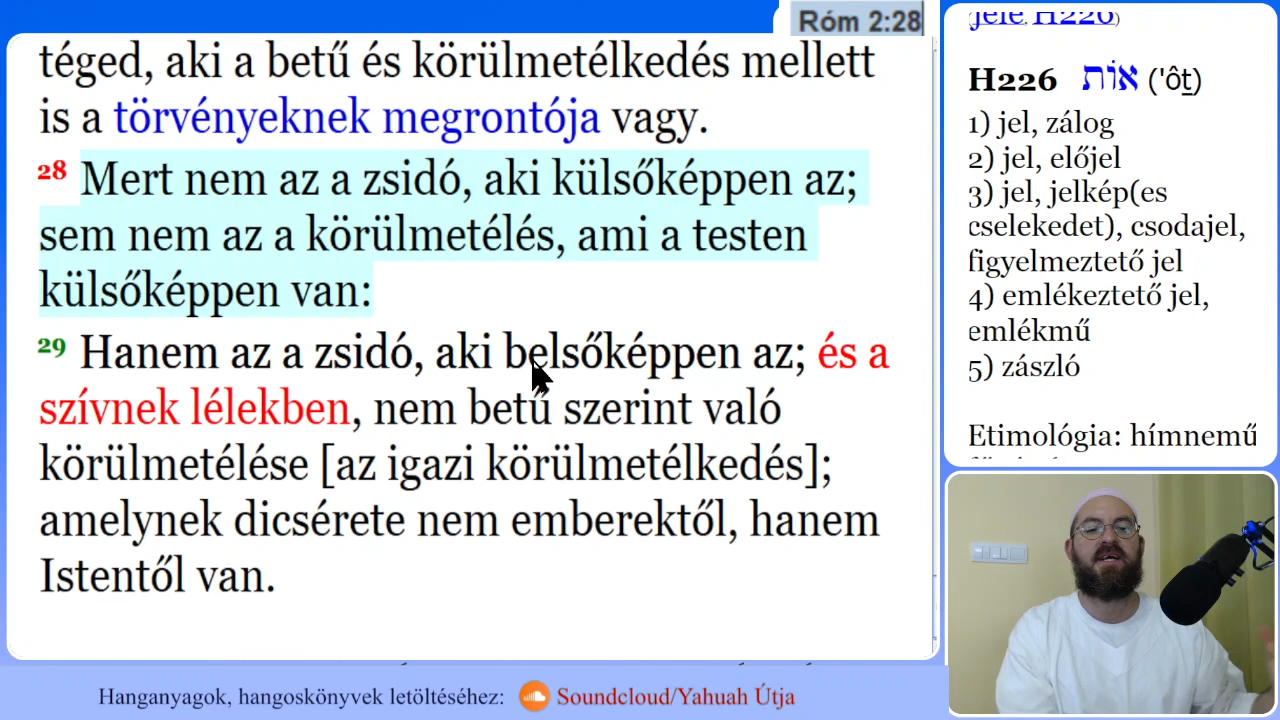 Róm 2:28
téged, aki a betű és körülmetélkedés mellett
is a törvényeknek megrontója vagy.
28 Mert nem az a zsidó, aki külsőképpen az;
sem nem az a körülmetélés, ami a testen
külsőképpen van:
29 Hanem az a zsidó, aki belsőképpen az; és a
szívnek lélekben, nem betű szerint való
körülmetélése [az igazi körülmetélkedés];
amelynek dicsérete nem emberektől, hanem
Istentől van.
(jele, H226)
H226 אוֹת ('ôṯ)
1) jel, zálog
2) jel, előjel
3) jel, jelkép(es
cselekedet), csodajel,
figyelmeztető jel
4) emlékeztető jel,
emlékmű
5) zászló
Etimológia: hímnemű
Hanganyagok, hangoskönyvek letöltéséhez: Soundcloud/Yahuah Útja